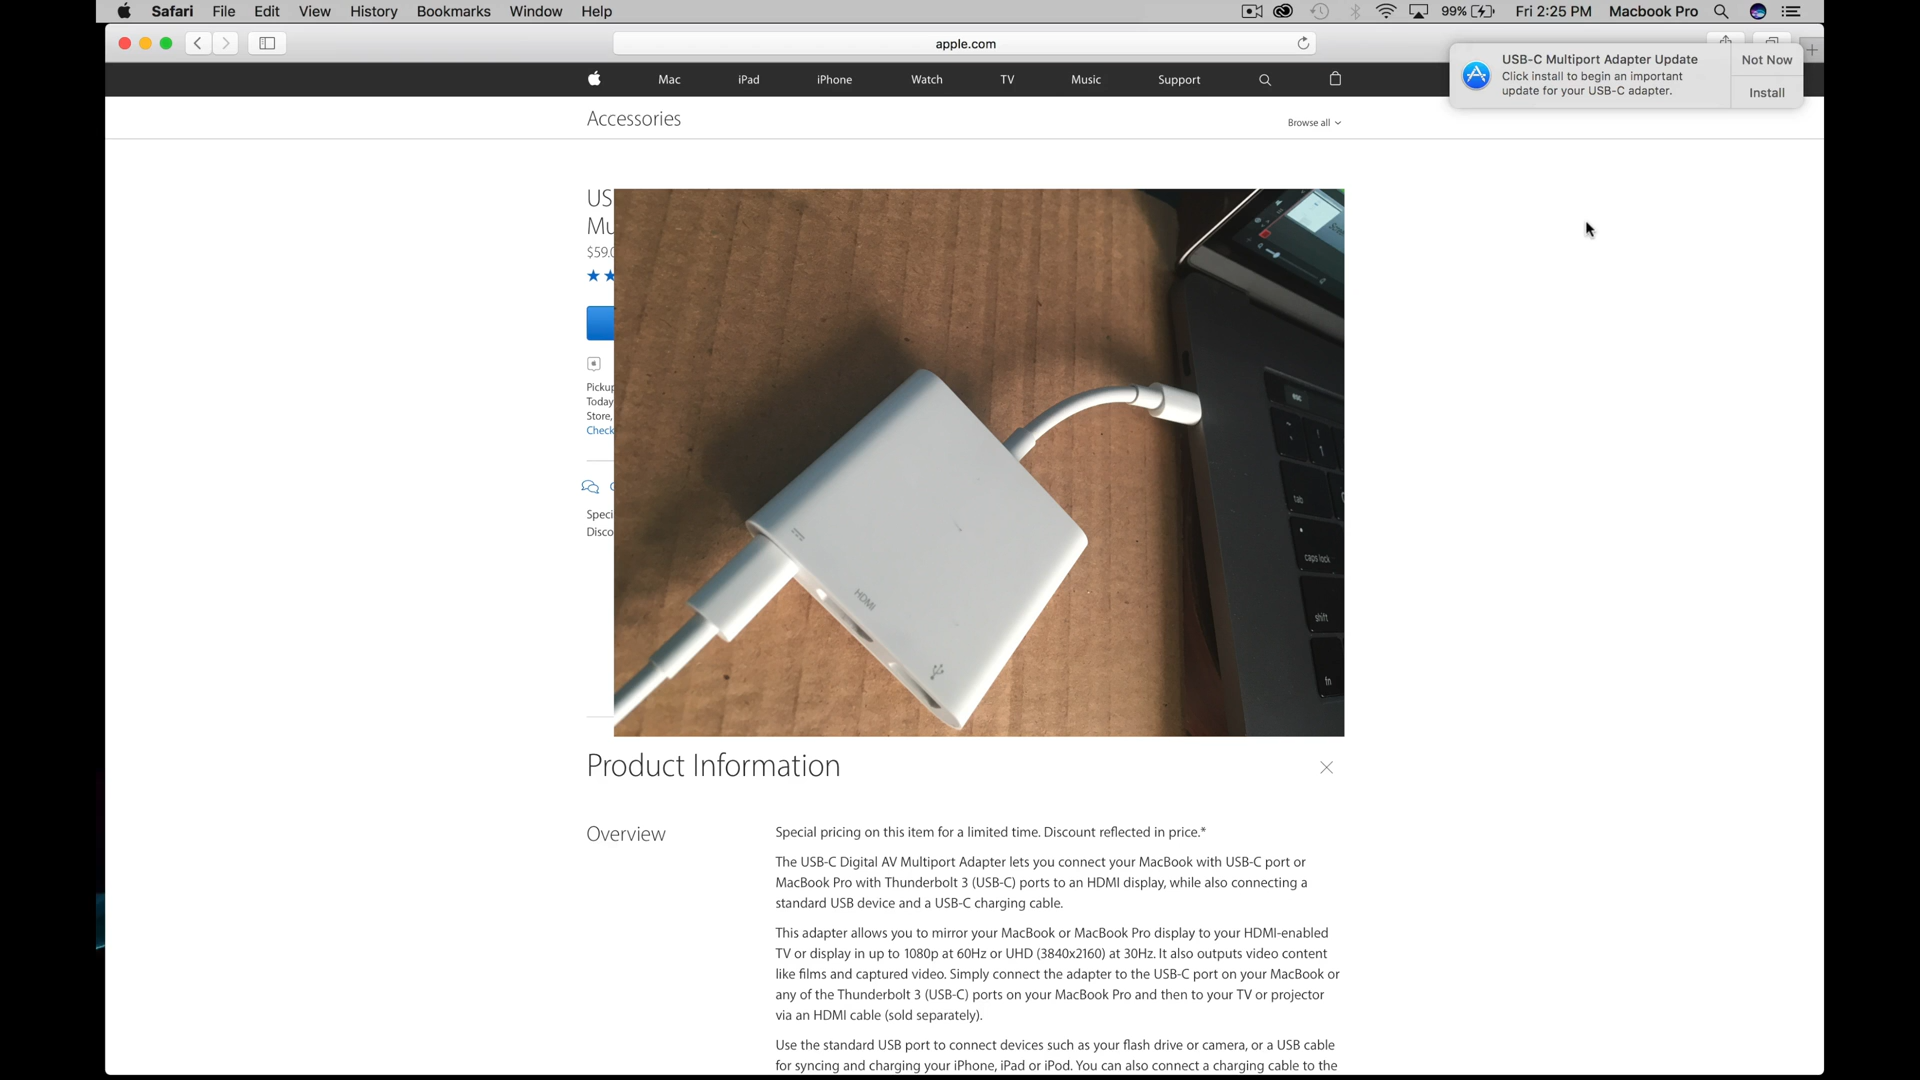 Safari File Edit View History Bookmarks Window Help 99% Fri 2:25 PM Macbook Pro
apple.com
USB-C Multiport Adapter Update
Click install to begin an important
update for your USB-C adapter.
Not Now
Install
Mac iPad iPhone Watch TV Music Support
Accessories
Browse all
US
Mu
$59.0
Pickup
Today
Store,
Check
Speci
Disco
HDMI
esc
tab
caps lock
shift
fn
Product Information
Overview
Special pricing on this item for a limited time. Discount reflected in price.*
The USB-C Digital AV Multiport Adapter lets you connect your MacBook with USB-C port or
MacBook Pro with Thunderbolt 3 (USB-C) ports to an HDMI display, while also connecting a
standard USB device and a USB-C charging cable.
This adapter allows you to mirror your MacBook or MacBook Pro display to your HDMI-enabled
TV or display in up to 1080p at 60Hz or UHD (3840x2160) at 30Hz. It also outputs video content
like films and captured video. Simply connect the adapter to the USB-C port on your MacBook or
any of the Thunderbolt 3 (USB-C) ports on your MacBook Pro and then to your TV or projector
via an HDMI cable (sold separately).
Use the standard USB port to connect devices such as your flash drive or camera, or a USB cable
for syncing and charging your iPhone, iPad or iPod. You can also connect a charging cable to the